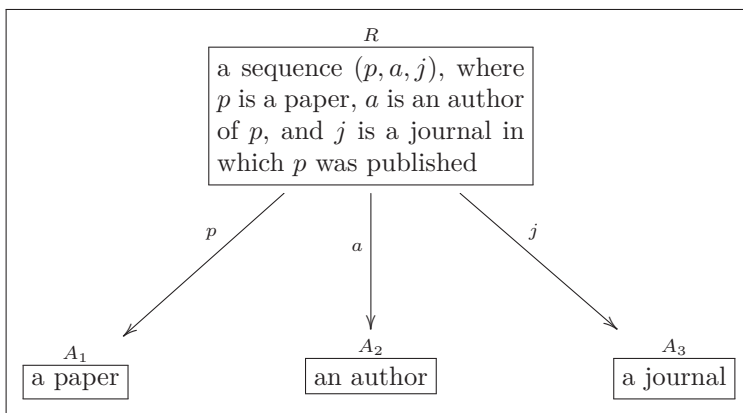 R
a sequence (p, a, j), where
p is a paper, a is an author
of p, and j is a journal in
which p was published
p
a
j
A₁
a paper
A₂
an author
A₃
a journal